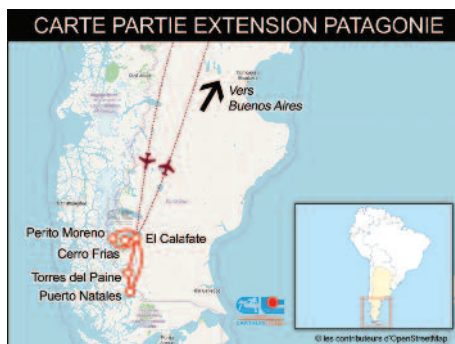 CARTE PARTIE EXTENSION PATAGONIE
Vers
Buenos Aires
Perito Moreno
El Calafate
Cerro Frias
Torres del Paine
Puerto Natales
© les contributeurs d'OpenStreetMap